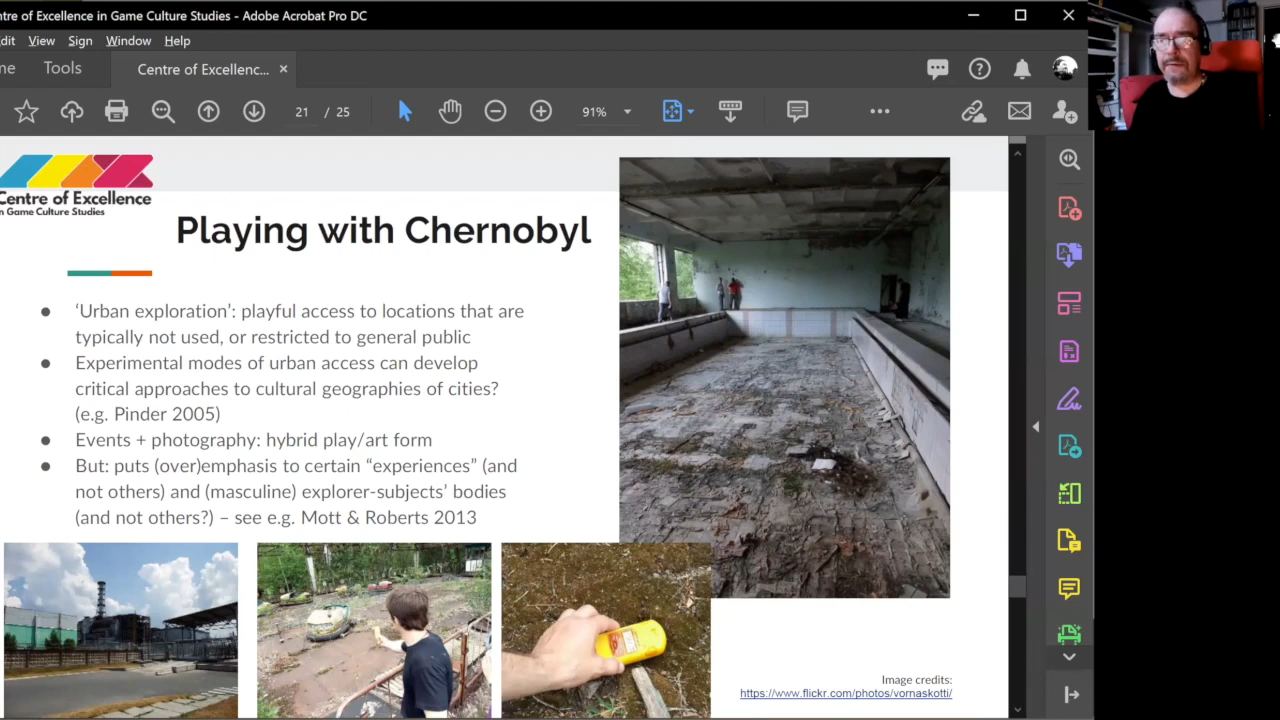 ntre of Excellence in Game Culture Studies - Adobe Acrobat Pro DC
dit View Sign Window Help
me Tools Centre of Excellenc...
21 / 25 91%
Centre of Excellence
in Game Culture Studies
Playing with Chernobyl
● ‘Urban exploration’: playful access to locations that are
typically not used, or restricted to general public
● Experimental modes of urban access can develop
critical approaches to cultural geographies of cities?
(e.g. Pinder 2005)
● Events + photography: hybrid play/art form
● But: puts (over)emphasis to certain “experiences” (and
not others) and (masculine) explorer-subjects’ bodies
(and not others?) – see e.g. Mott & Roberts 2013
Image credits:
https://www.flickr.com/photos/vornaskotti/